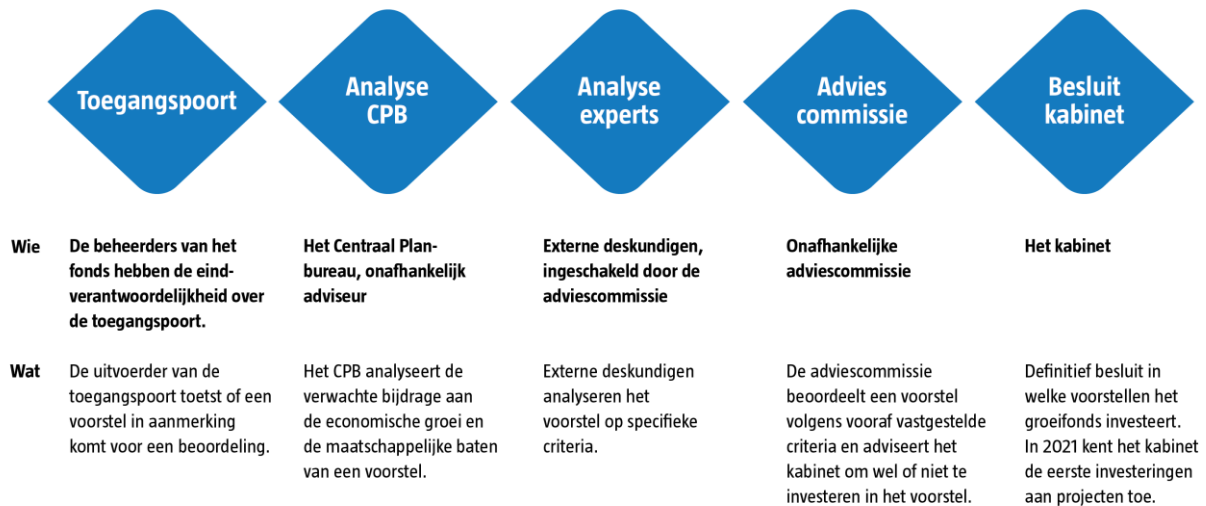 Toegangspoort
Analyse
CPB
Analyse
experts
Advies
commissie
Besluit
kabinet
Wie
De beheerders van het
fonds hebben de eind-
verantwoordelijkheid over
de toegangspoort.
Het Centraal Plan-
bureau, onafhankelijk
adviseur
Externe deskundigen,
ingeschakeld door de
adviescommissie
Onafhankelijke
adviescommissie
Het kabinet
Wat
De uitvoerder van de
toegangspoort toetst of een
voorstel in aanmerking
komt voor een beoordeling.
Het CPB analyseert de
verwachte bijdrage aan
de economische groei en
de maatschappelijke baten
van een voorstel.
Externe deskundigen
analyseren het
voorstel op specifieke
criteria.
De adviescommissie
beoordeelt een voorstel
volgens vooraf vastgestelde
criteria en adviseert het
kabinet om wel of niet te
investeren in het voorstel.
Definitief besluit in
welke voorstellen het
groeifonds investeert.
In 2021 kent het kabinet
de eerste investeringen
aan projecten toe.